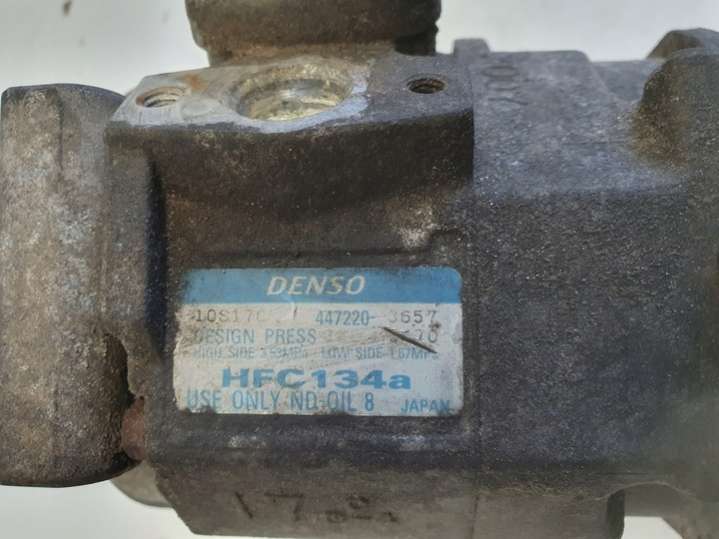 DENSO
10S17C 447220-3657
DESIGN PRESS 70
HIGH SIDE 3.53MPa / LOW SIDE 1.67MPa
HFC134a
USE ONLY ND-OIL 8 JAPAN